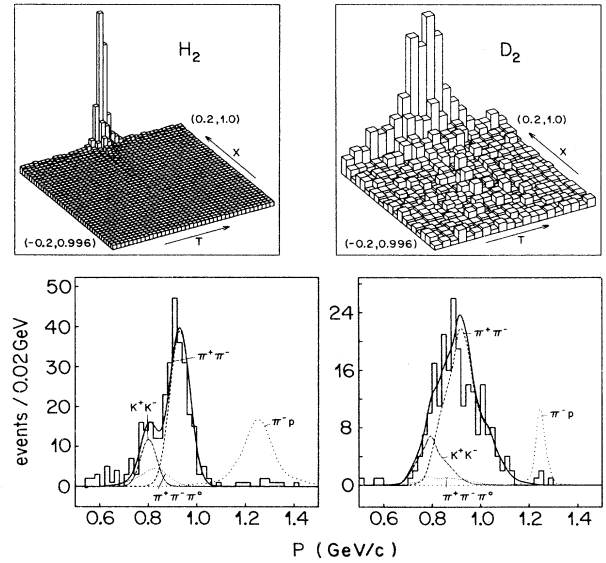 H₂
(0.2,1.0)
X
T
(-0.2,0.996)
D₂
(0.2,1.0)
X
T
(-0.2,0.996)
events / 0.02GeV
50
40
30
20
10
0
π⁺π⁻
K⁺K⁻
π⁻p
π⁺π⁻π⁰
0.6 0.8 1.0 1.2 1.4
24
16
8
0
π⁺π⁻
π⁻p
K⁺K⁻
π⁺π⁻π⁰
0.6 0.8 1.0 1.2 1.4
P (GeV/c)